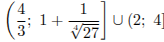 (4/3; 1 + 1/∜27] ∪ (2; 4]